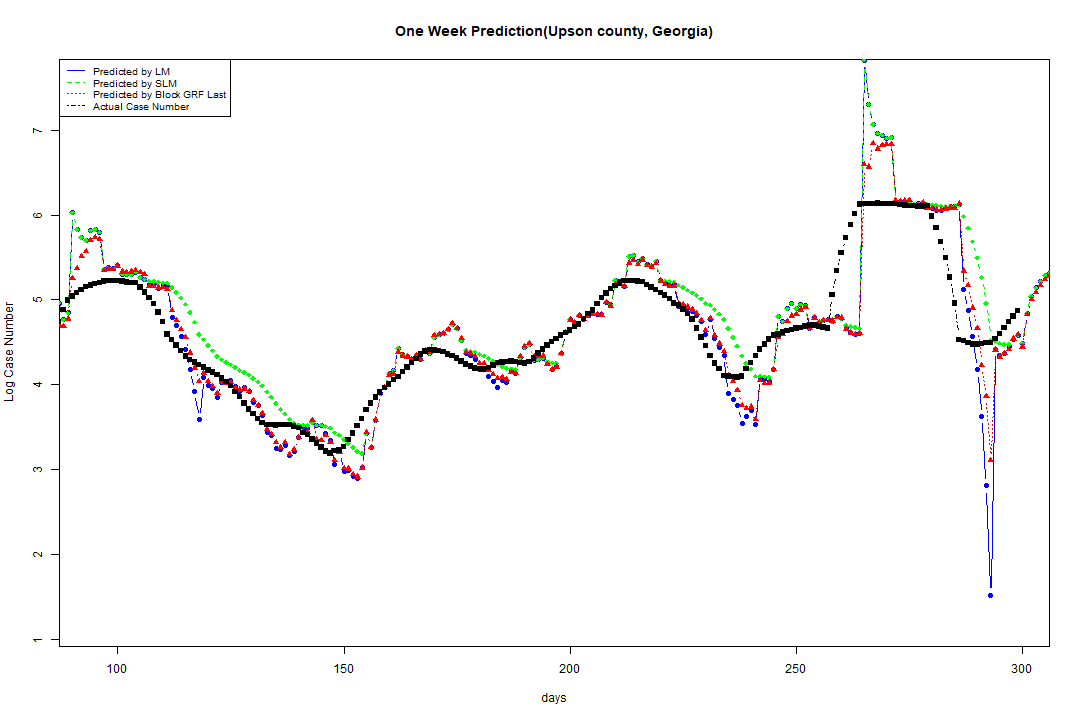 One Week Prediction(Upson county, Georgia)
Predicted by LM
Predicted by SLM
Predicted by Block GRF Last
Actual Case Number
7
6
5
4
3
2
1
Log Case Number
100 150 200 250 300
days